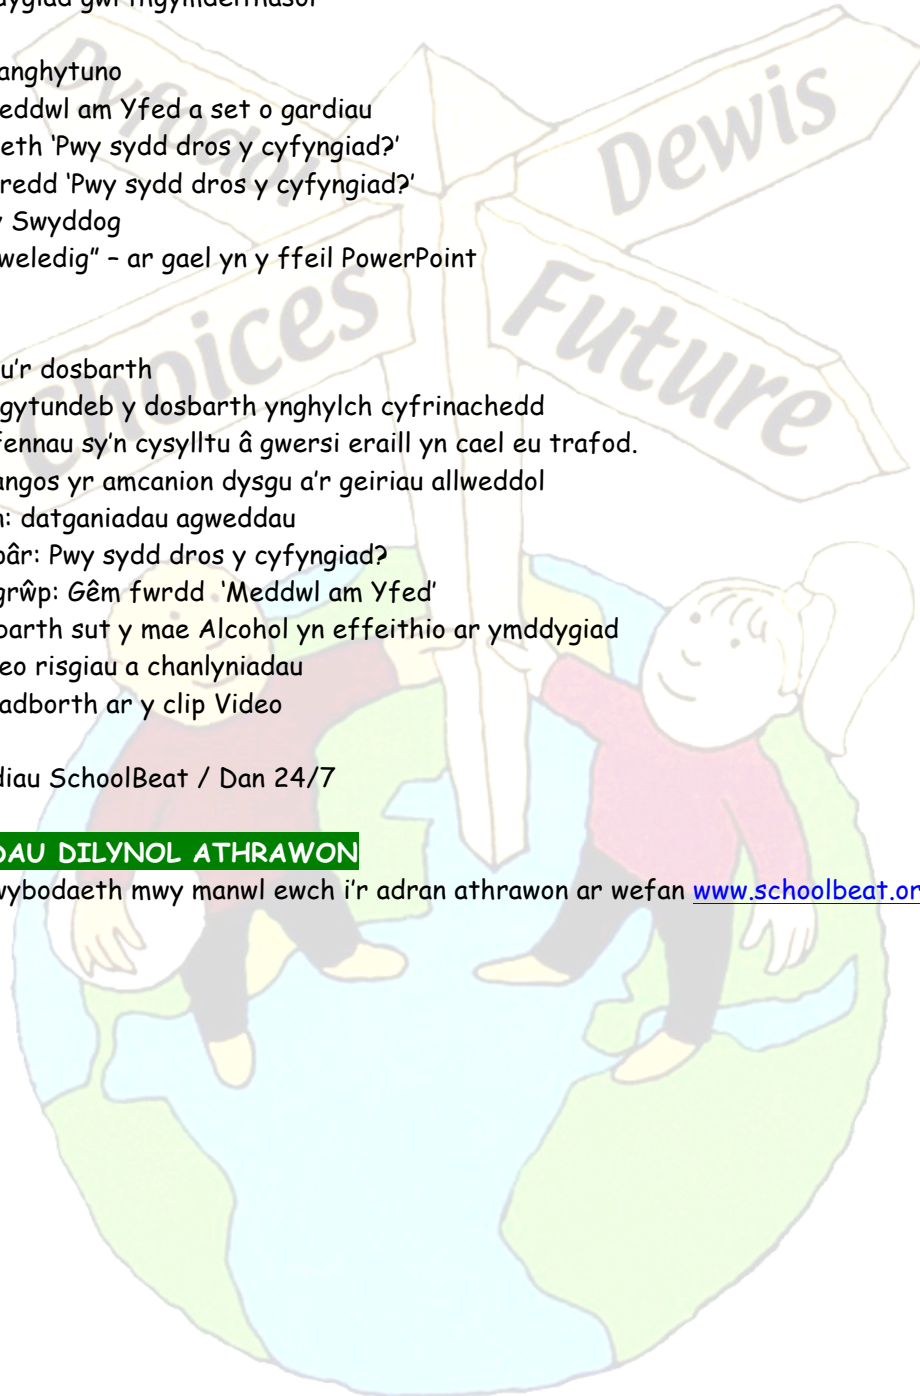 anghytuno
eddwl am Yfed a set o gardiau
eth ‘Pwy sydd dros y cyfyngiad?’
redd ‘Pwy sydd dros y cyfyngiad?’
Swyddog
weledig” – ar gael yn y ffeil PowerPoint
u’r dosbarth
gytundeb y dosbarth ynghylch cyfrinachedd
fennau sy’n cysylltu â gwersi eraill yn cael eu trafod.
angos yr amcanion dysgu a’r geiriau allweddol
: datganiadau agweddau
pâr: Pwy sydd dros y cyfyngiad?
grŵp: Gêm fwrdd ‘Meddwl am Yfed’
barth sut y mae Alcohol yn effeithio ar ymddygiad
eo risgiau a chanlyniadau
adborth ar y clip Video
diau SchoolBeat / Dan 24/7
DAU DILYNOL ATHRAWON
wybodaeth mwy manwl ewch i’r adran athrawon ar wefan www.schoolbeat.or
Dyfodol
Dewis
Choices
Future